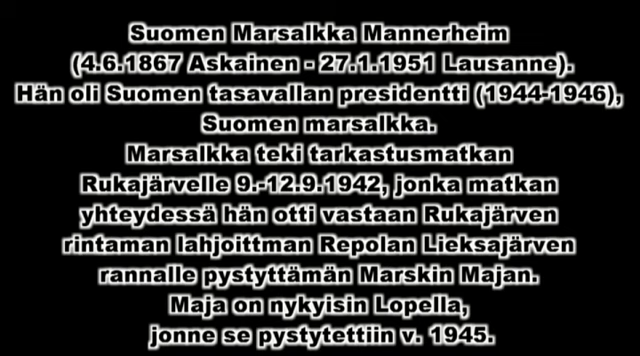 Suomen Marsalkka Mannerheim
(4.6.1867 Askainen - 27.1.1951 Lausanne).
Hän oli Suomen tasavallan presidentti (1944-1946),
Suomen marsalkka.
Marsalkka teki tarkastusmatkan
Rukajärvelle 9.-12.9.1942, jonka matkan
yhteydessä hän otti vastaan Rukajärven
rintaman lahjoittman Repolan Lieksajärven
rannalle pystyttämän Marskin Majan.
Maja on nykyisin Lopella,
jonne se pystytettiin v. 1945.